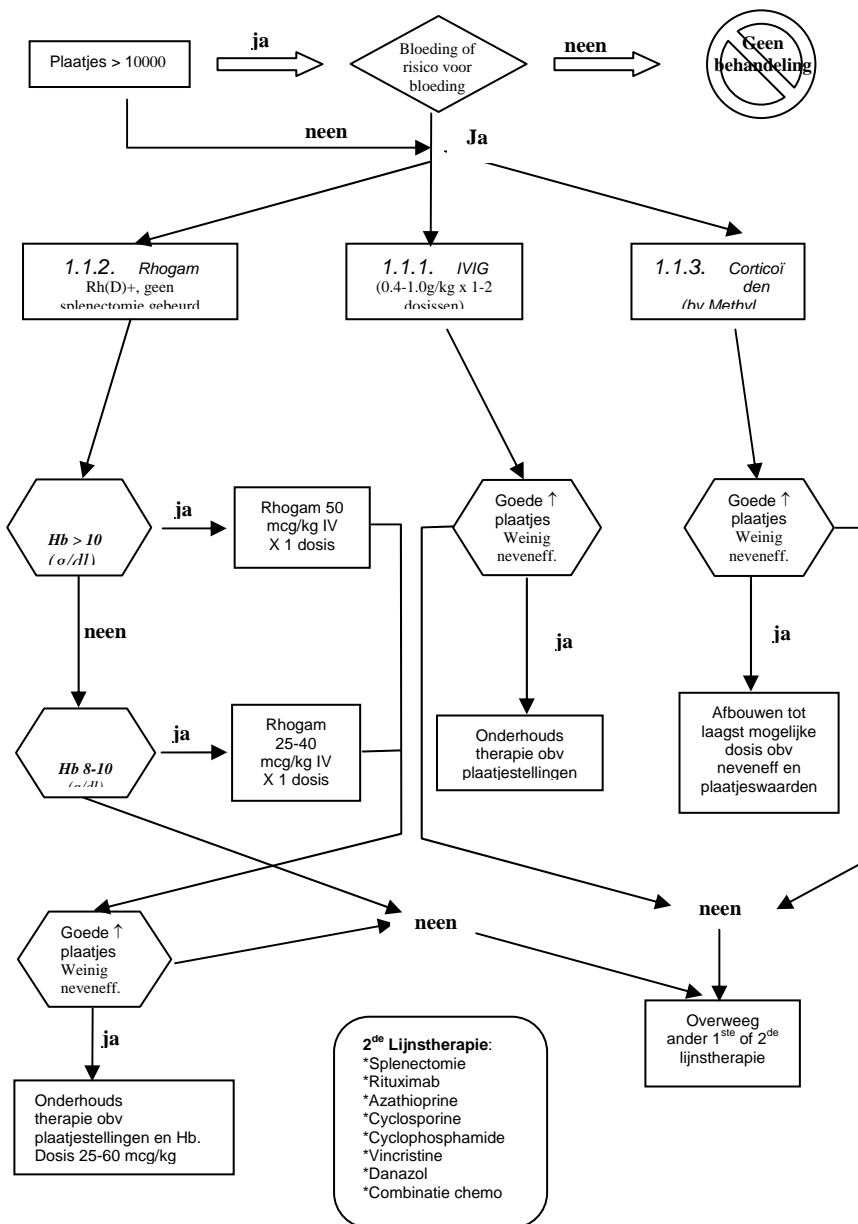 Plaatjes > 10000
ja
Bloeding of
risico voor
bloeding
neen
Geen
behandeling
neen
Ja
1.1.2. Rhogam
Rh(D)+, geen
splenectomie gebeurd
1.1.1. IVIG
(0.4-1.0g/kg x 1-2
dosissen)
1.1.3. Corticoï
den
(bv Methyl
Hb > 10
(g/dl)
ja
Rhogam 50
mcg/kg IV
X 1 dosis
Goede ↑
plaatjes
Weinig
neveneff.
Goede ↑
plaatjes
Weinig
neveneff.
neen
ja
ja
Hb 8-10
(g/dl)
ja
Rhogam
25-40
mcg/kg IV
X 1 dosis
Onderhouds
therapie obv
plaatjestellingen
Afbouwen tot
laagst mogelijke
dosis obv
neveneff en
plaatjeswaarden
Goede ↑
plaatjes
Weinig
neveneff.
neen
neen
ja
Overweeg
ander 1ste of 2de
lijnstherapie
Onderhouds
therapie obv
plaatjestellingen en Hb.
Dosis 25-60 mcg/kg
2de Lijnstherapie:
*Splenectomie
*Rituximab
*Azathioprine
*Cyclosporine
*Cyclophosphamide
*Vincristine
*Danazol
*Combinatie chemo